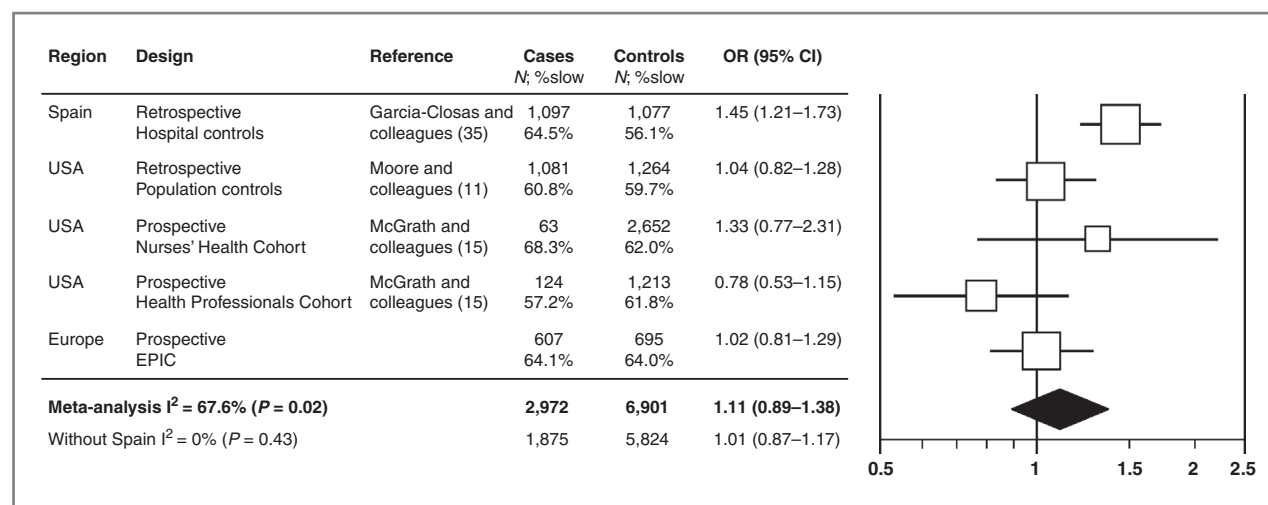 Region Design Reference Cases Controls OR (95% CI)
N; %slow N; %slow
Spain Retrospective Garcia-Closas and 1,097 1,077 1.45 (1.21–1.73)
Hospital controls colleagues (35) 64.5% 56.1%
USA Retrospective Moore and 1,081 1,264 1.04 (0.82–1.28)
Population controls colleagues (11) 60.8% 59.7%
USA Prospective McGrath and 63 2,652 1.33 (0.77–2.31)
Nurses' Health Cohort colleagues (15) 68.3% 62.0%
USA Prospective McGrath and 124 1,213 0.78 (0.53–1.15)
Health Professionals Cohort colleagues (15) 57.2% 61.8%
Europe Prospective 607 695 1.02 (0.81–1.29)
EPIC 64.1% 64.0%
Meta-analysis I² = 67.6% (P = 0.02) 2,972 6,901 1.11 (0.89–1.38)
Without Spain I² = 0% (P = 0.43) 1,875 5,824 1.01 (0.87–1.17)
0.5 1 1.5 2 2.5